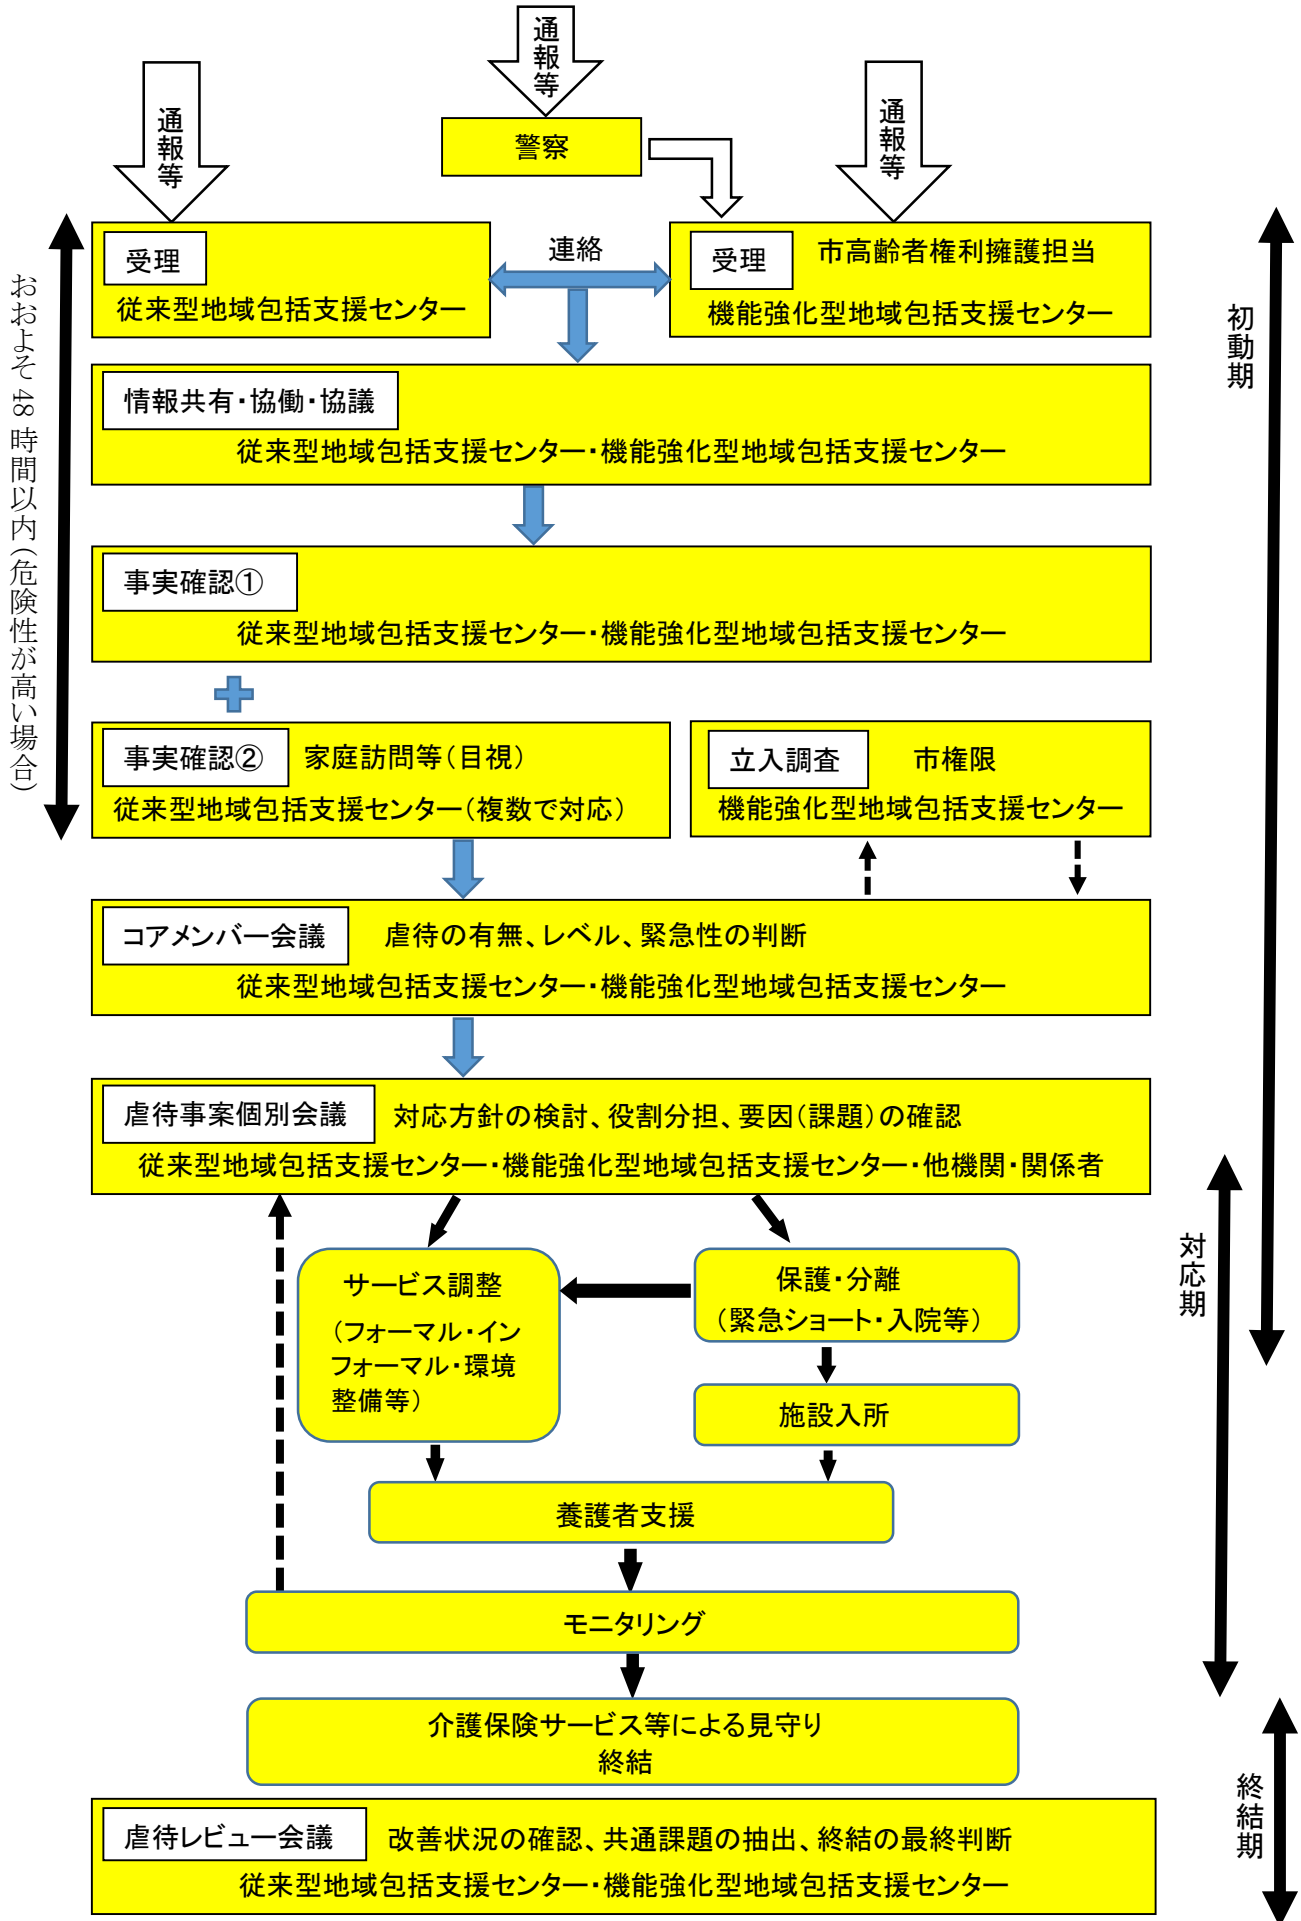 通報等
通報等
通報等
警察
受理
従来型地域包括支援センター
連絡
受理
市高齢者権利擁護担当
機能強化型地域包括支援センター
おおよそ 48 時間以内(危険性が高い場合)
初動期
情報共有・協働・協議
従来型地域包括支援センター・機能強化型地域包括支援センター
事実確認①
従来型地域包括支援センター・機能強化型地域包括支援センター
事実確認②
家庭訪問等(目視)
従来型地域包括支援センター(複数で対応)
立入調査
市権限
機能強化型地域包括支援センター
コアメンバー会議
虐待の有無、レベル、緊急性の判断
従来型地域包括支援センター・機能強化型地域包括支援センター
虐待事案個別会議
対応方針の検討、役割分担、要因(課題)の確認
従来型地域包括支援センター・機能強化型地域包括支援センター・他機関・関係者
対応期
サービス調整
(フォーマル・イン
フォーマル・環境
整備等)
保護・分離
(緊急ショート・入院等)
施設入所
養護者支援
モニタリング
介護保険サービス等による見守り
終結
終結期
虐待レビュー会議
改善状況の確認、共通課題の抽出、終結の最終判断
従来型地域包括支援センター・機能強化型地域包括支援センター